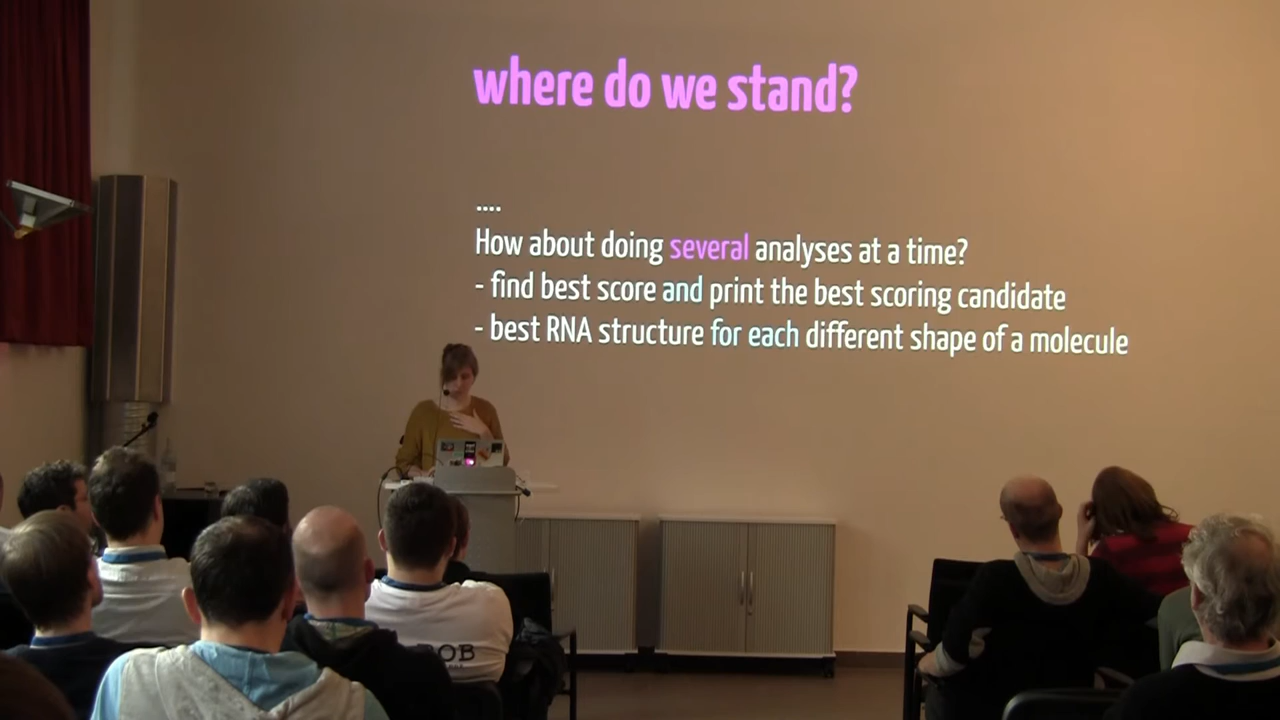 where do we stand?
....
How about doing several analyses at a time?
- find best score and print the best scoring candidate
- best RNA structure for each different shape of a molecule
OB